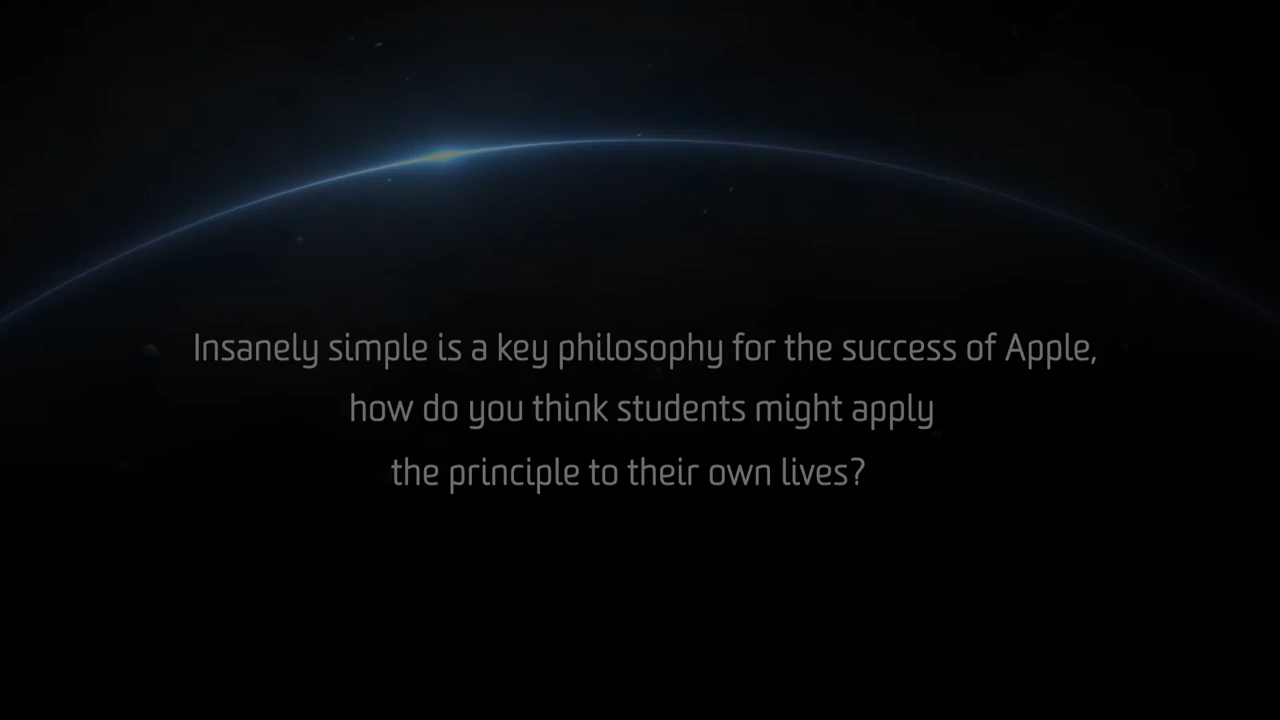 Insanely simple is a key philosophy for the success of Apple,
how do you think students might apply
the principle to their own lives?